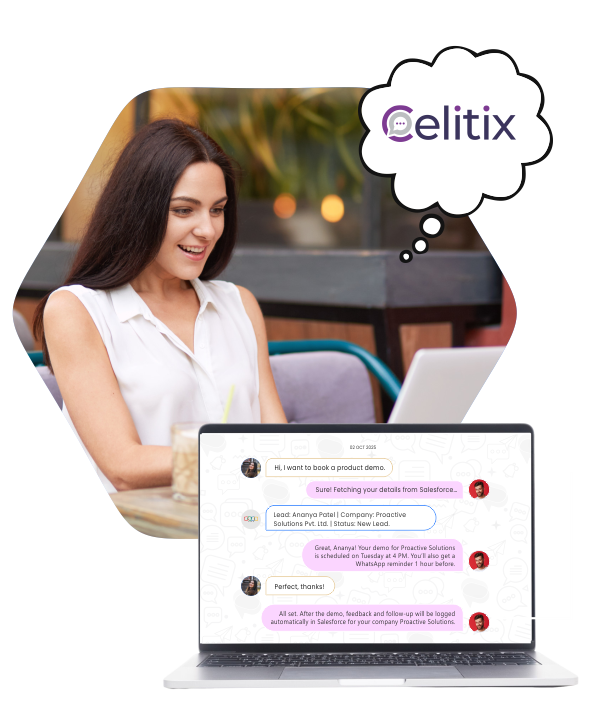 Celitix
02 OCT 2025
Hi, I want to book a product demo.
Sure! Fetching your details from Salesforce..
Lead: Ananya Patel | Company: Proactive
Solutions Pvt. Ltd. | Status: New Lead.
Great, Ananya! Your demo for Proactive Solutions
is scheduled on Tuesday at 4 PM. You'll also get a
WhatsApp reminder 1 hour before.
Perfect, thanks!
All set. After the demo, feedback and follow-up will be logged
automatically in Salesforce for your company Proactive Solutions.